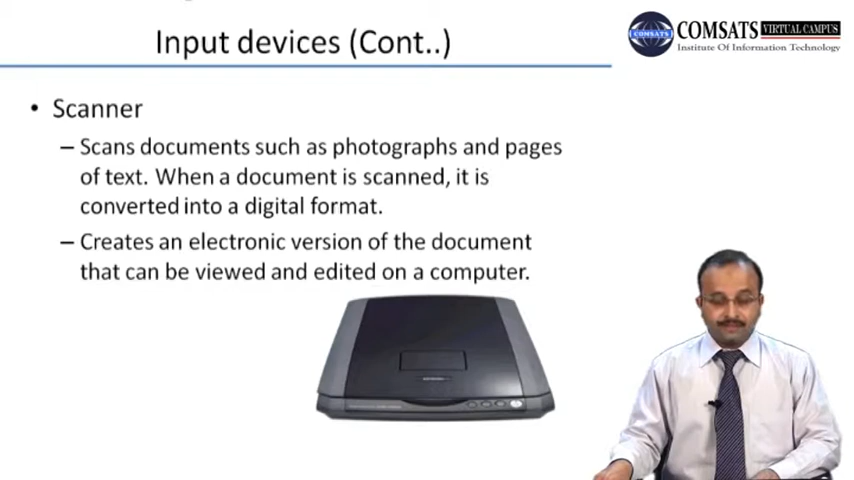 Input devices (Cont..)
COMSATS VIRTUAL CAMPUS
Institute Of Information Technology
COMSATS
• Scanner
– Scans documents such as photographs and pages
of text. When a document is scanned, it is
converted into a digital format.
– Creates an electronic version of the document
that can be viewed and edited on a computer.